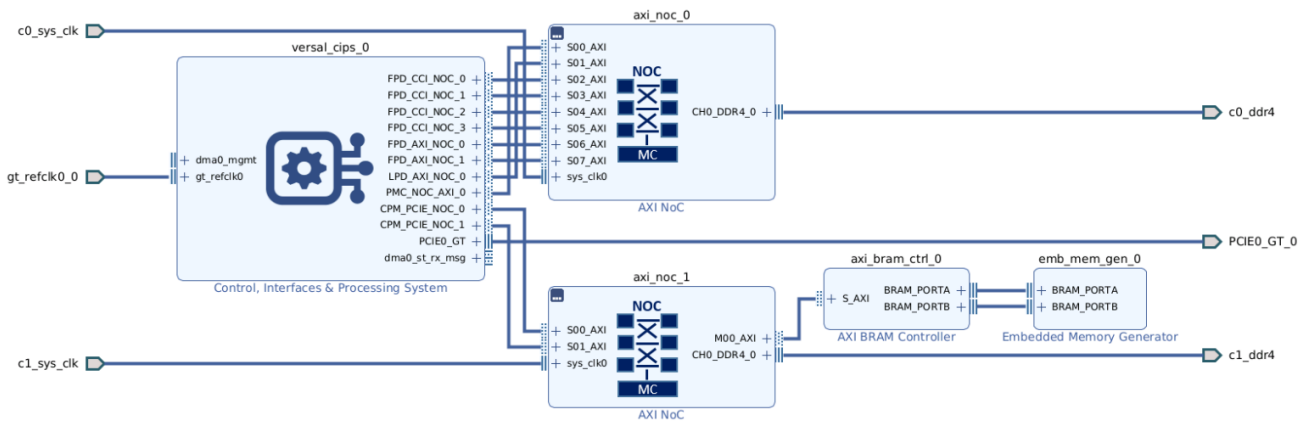 c0_sys_clk
gt_refclk0_0
c1_sys_clk
versal_cips_0
dma0_mgmt
gt_refclk0
FPD_CCI_NOC_0
FPD_CCI_NOC_1
FPD_CCI_NOC_2
FPD_CCI_NOC_3
FPD_AXI_NOC_0
FPD_AXI_NOC_1
LPD_AXI_NOC_0
PMC_NOC_AXI_0
CPM_PCIE_NOC_0
CPM_PCIE_NOC_1
PCIE0_GT
dma0_st_rx_msg
Control, Interfaces & Processing System
axi_noc_0
S00_AXI
S01_AXI
S02_AXI
S03_AXI
S04_AXI
S05_AXI
S06_AXI
S07_AXI
sys_clk0
NOC
MC
CH0_DDR4_0
AXI NoC
axi_noc_1
S00_AXI
S01_AXI
sys_clk0
NOC
MC
M00_AXI
CH0_DDR4_0
AXI NoC
axi_bram_ctrl_0
S_AXI
BRAM_PORTA
BRAM_PORTB
AXI BRAM Controller
emb_mem_gen_0
BRAM_PORTA
BRAM_PORTB
Embedded Memory Generator
c0_ddr4
PCIE0_GT_0
c1_ddr4